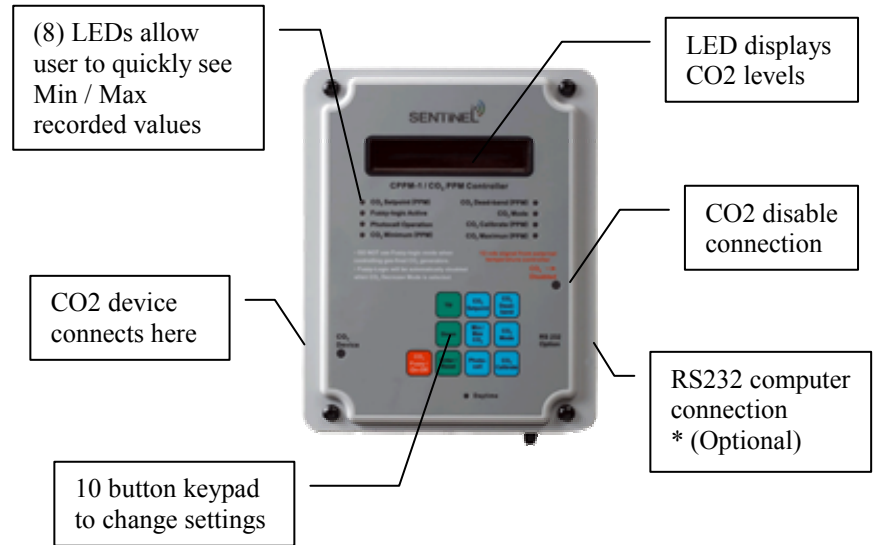 (8) LEDs allow
user to quickly see
Min / Max
recorded values
LED displays
CO2 levels
SENTINEL
CPPM-1 / CO₂ PPM Controller
CO₂ Setpoint (PPM)
CO₂ Dead-band (PPM)
Fuzzy-logic Active
CO₂ Mode
Photocell Operation
CO₂ Calibrate (PPM)
CO₂ Minimum (PPM)
CO₂ Maximum (PPM)
CO2 disable
connection
CO2 device
connects here
CO₂
Device
RS 232
Option
Daytime
RS232 computer
connection
* (Optional)
10 button keypad
to change settings